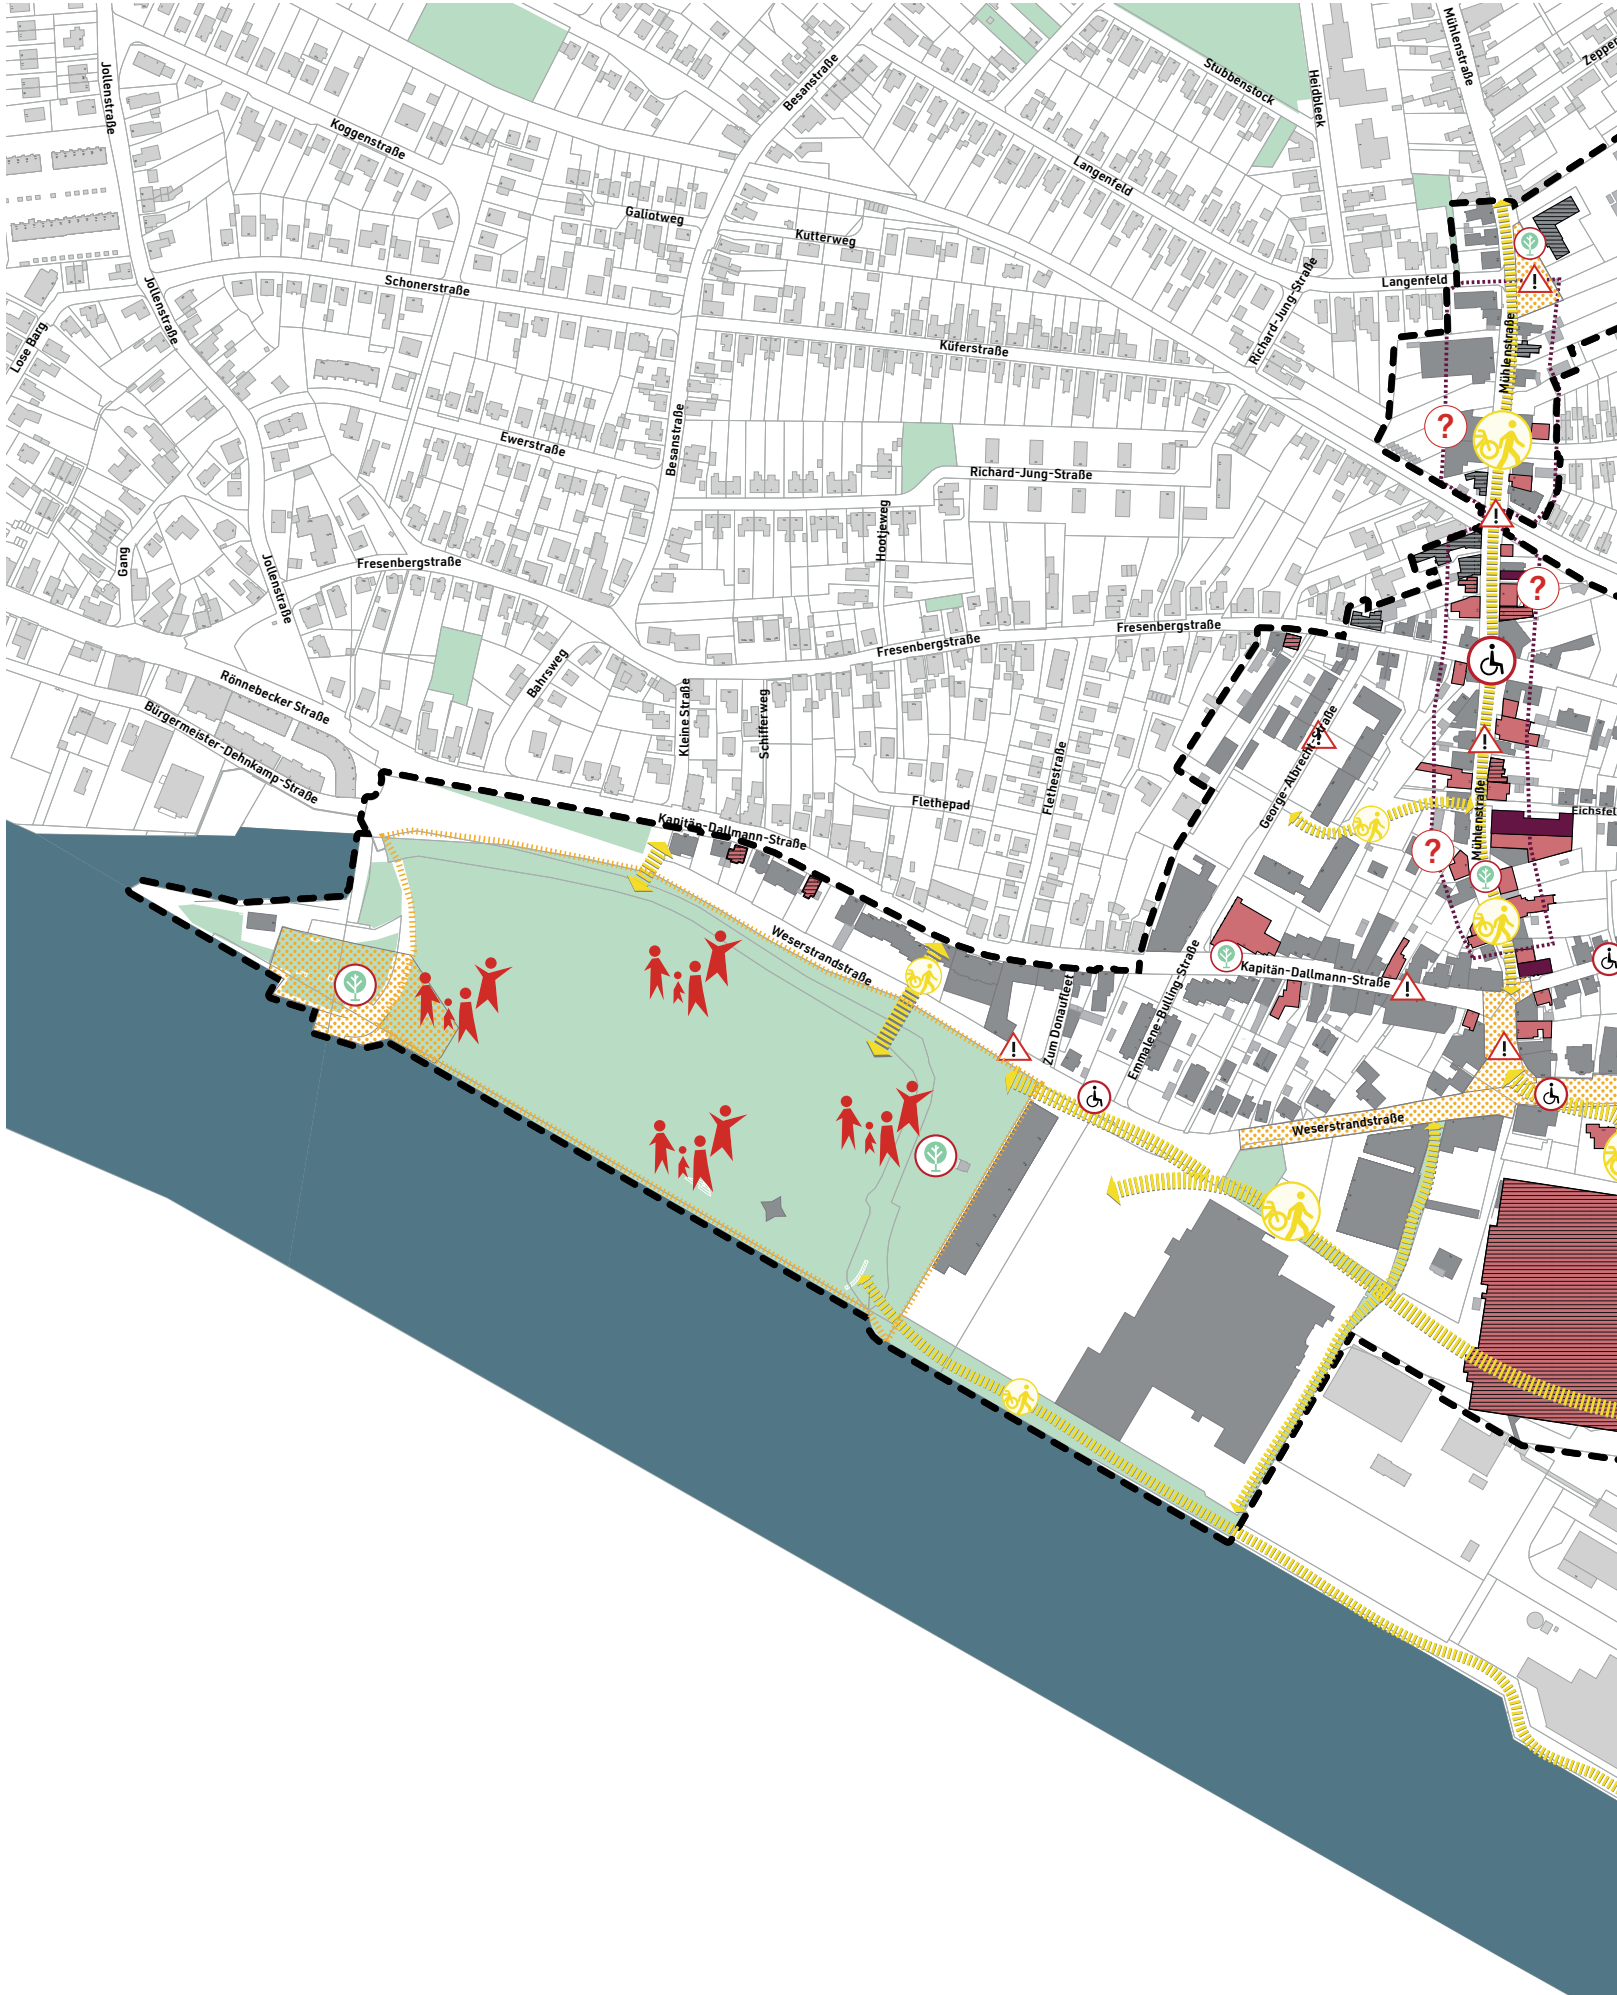 Mühlenstraße
Zepper
Stubbenstock
Heidbleek
Besanstraße
Jollenstraße
Koggenstraße
Langenfeld
Galiotweg
Kutterweg
Schonerstraße
Langenfeld
Richard-Jung-Straße
Jollenstraße
Lose Barg
Küferstraße
Mühlenstraße
!
?
Ewerstraße
Besanstraße
Richard-Jung-Straße
Hootjeweg
!
Gang
Jollenstraße
Fresenbergstraße
?
Fresenbergstraße
Fresenbergstraße
Bahrsweg
Rönnebecker Straße
Bürgermeister-Dehnkamp-Straße
Kleine Straße
Schifferweg
Flethestraße
George-Albrecht-Straße
!
!
Flethepad
Mühlenstraße
Eichsfel
Kapitän-Dallmann-Straße
?
Weserstrandstraße
Kapitän-Dallmann-Straße
!
Zum Donaufleet
Emmalene-Bulling-Straße
!
!
Weserstrandstraße